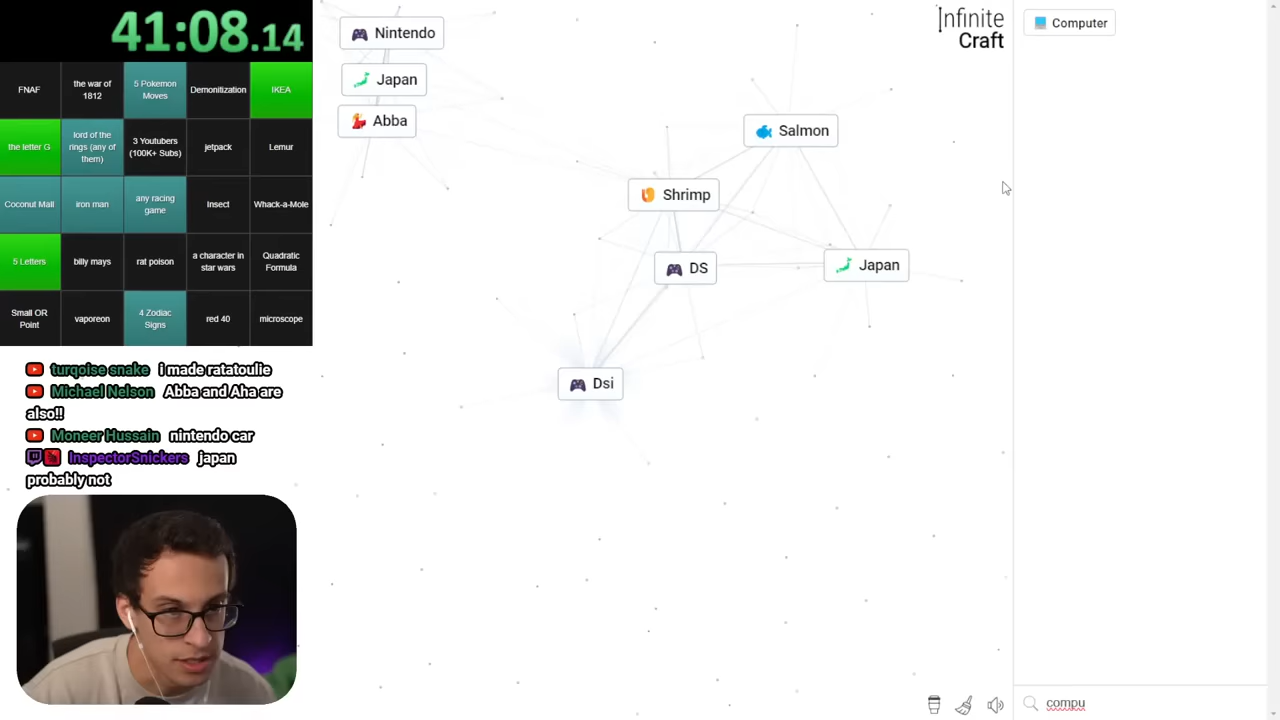 41:08.14
FNAF
the war of
1812
5 Pokemon
Moves
Demonitization
IKEA
the letter G
lord of the
rings (any of
them)
3 Youtubers
(100K+ Subs)
jetpack
Lemur
Coconut Mall
iron man
any racing
game
Insect
Whack-a-Mole
5 Letters
billy mays
rat poison
a character in
star wars
Quadratic
Formula
Small OR
Point
vaporeon
4 Zodiac
Signs
red 40
microscope
turqoise snake i made ratatoulie
Michael Nelson Abba and Aha are
also!!
Moneer Hussain nintendo car
InspectorSnickers japan
probably not
Nintendo
Japan
Abba
Salmon
Shrimp
DS
Japan
Dsi
Infinite
Craft
Computer
compu